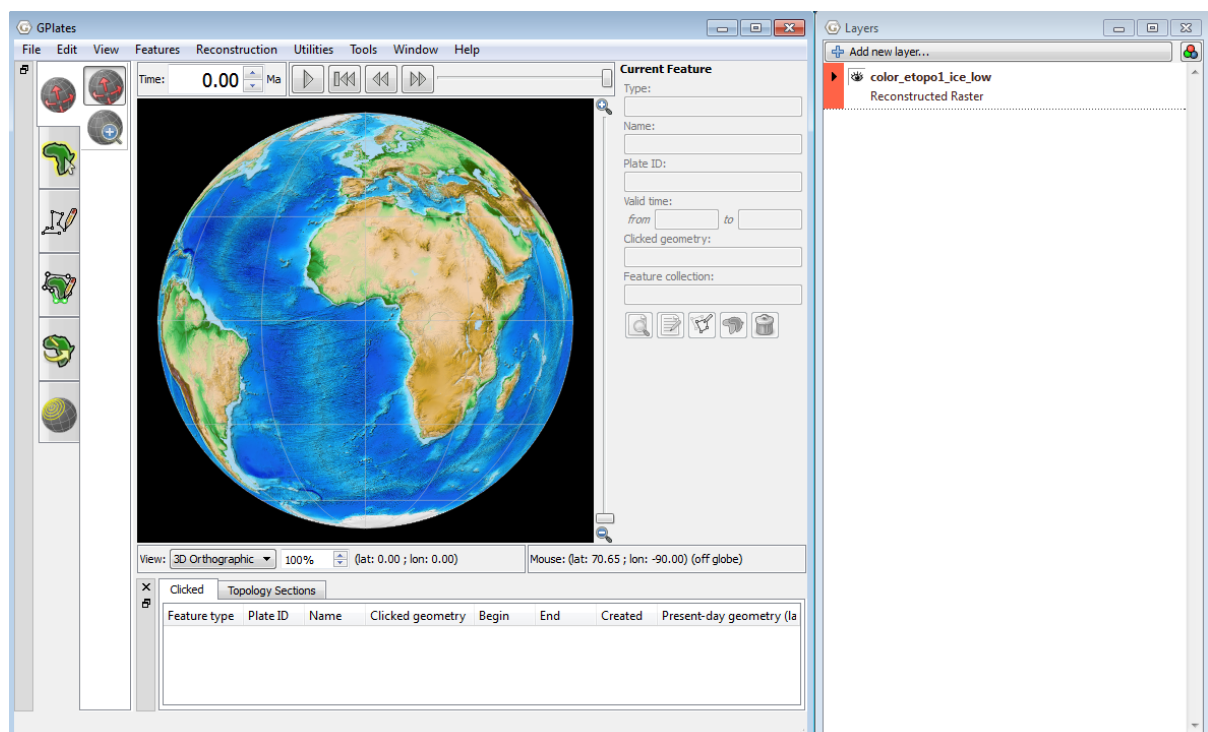 GPlates
File Edit View Features Reconstruction Utilities Tools Window Help
Time: 0.00 Ma
Current Feature
Type:
Name:
Plate ID:
Valid time:
from to
Clicked geometry:
Feature collection:
View: 3D Orthographic 100% (lat: 0.00 ; lon: 0.00) Mouse: (lat: 70.65 ; lon: -90.00) (off globe)
Clicked Topology Sections
Feature type Plate ID Name Clicked geometry Begin End Created Present-day geometry (la
Layers
Add new layer...
color_etopo1_ice_low
Reconstructed Raster